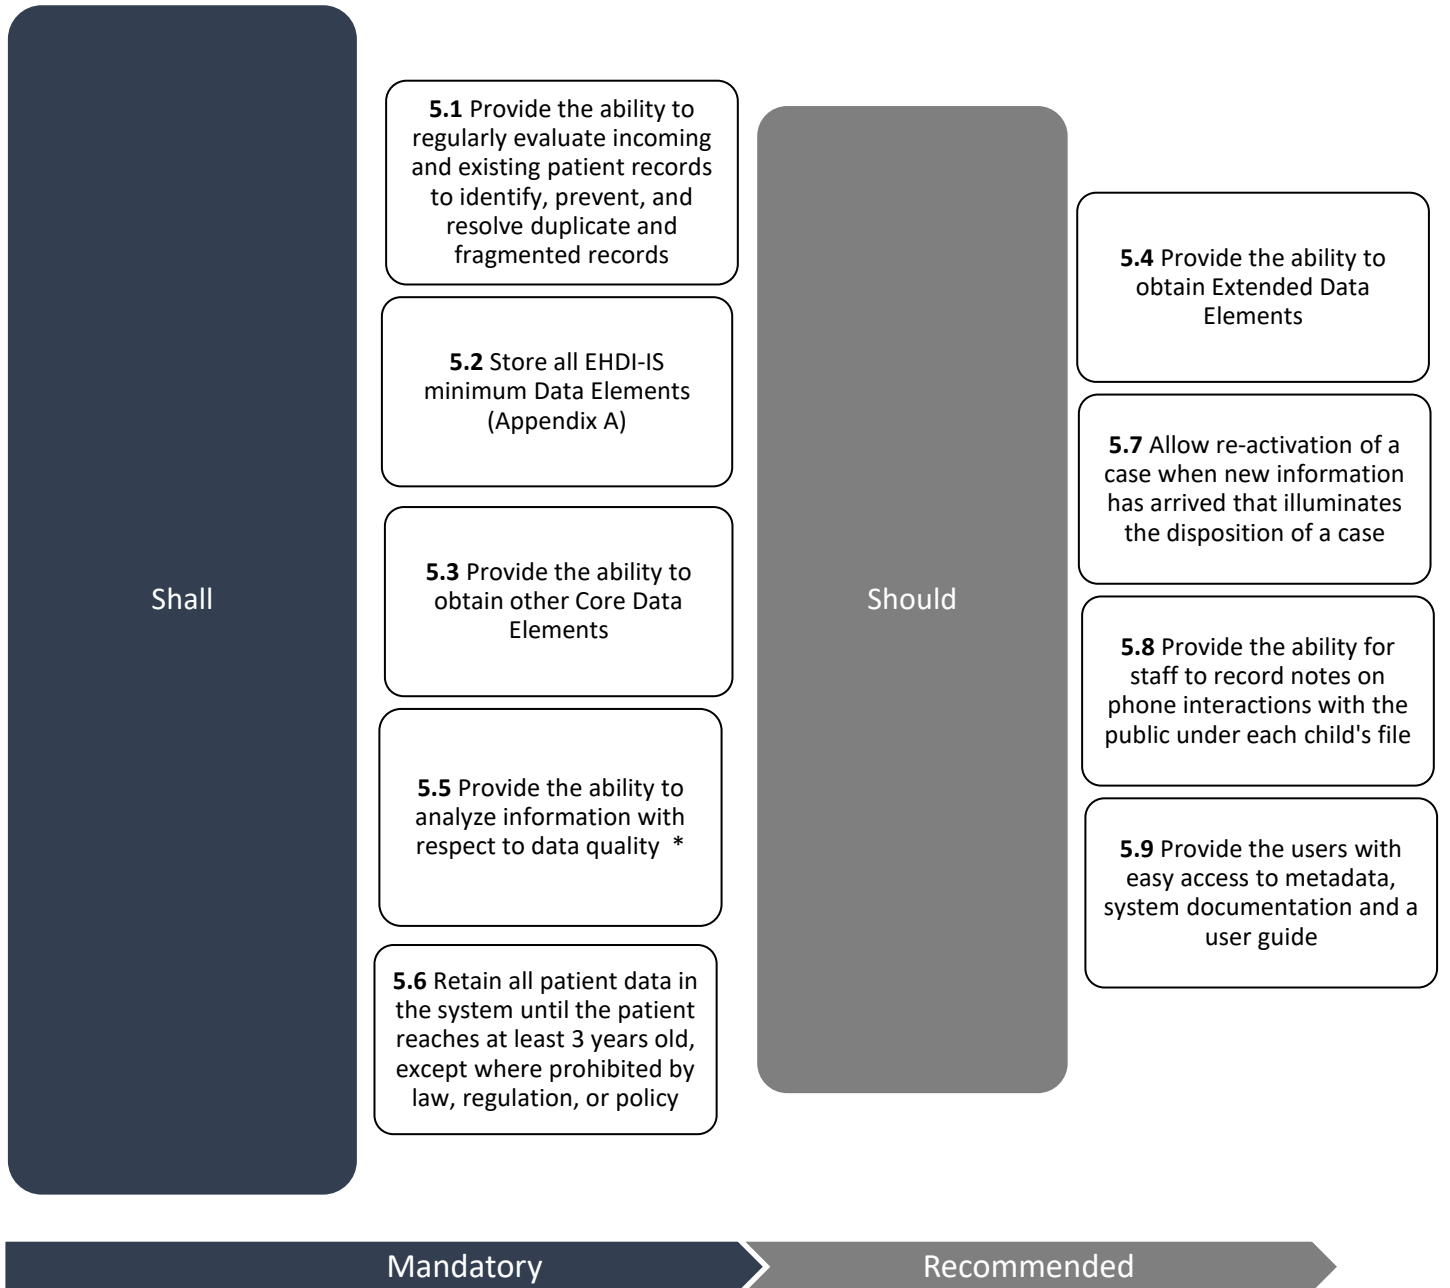 Shall
5.1 Provide the ability to
regularly evaluate incoming
and existing patient records
to identify, prevent, and
resolve duplicate and
fragmented records
5.2 Store all EHDI-IS
minimum Data Elements
(Appendix A)
5.3 Provide the ability to
obtain other Core Data
Elements
5.5 Provide the ability to
analyze information with
respect to data quality *
5.6 Retain all patient data in
the system until the patient
reaches at least 3 years old,
except where prohibited by
law, regulation, or policy
Should
5.4 Provide the ability to
obtain Extended Data
Elements
5.7 Allow re-activation of a
case when new information
has arrived that illuminates
the disposition of a case
5.8 Provide the ability for
staff to record notes on
phone interactions with the
public under each child's file
5.9 Provide the users with
easy access to metadata,
system documentation and a
user guide
Mandatory
Recommended